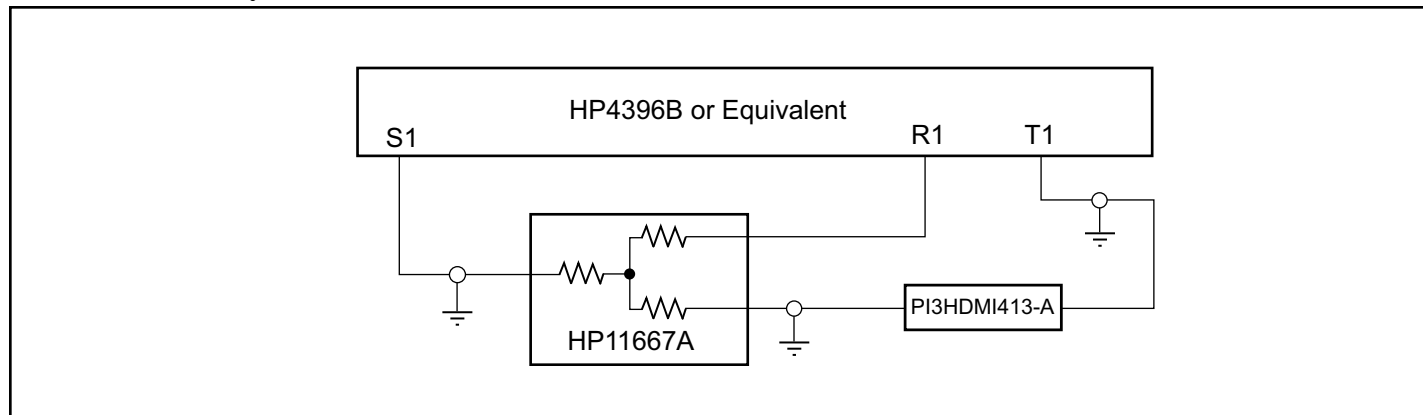 HP4396B or Equivalent
S1
R1
T1
HP11667A
PI3HDMI413-A